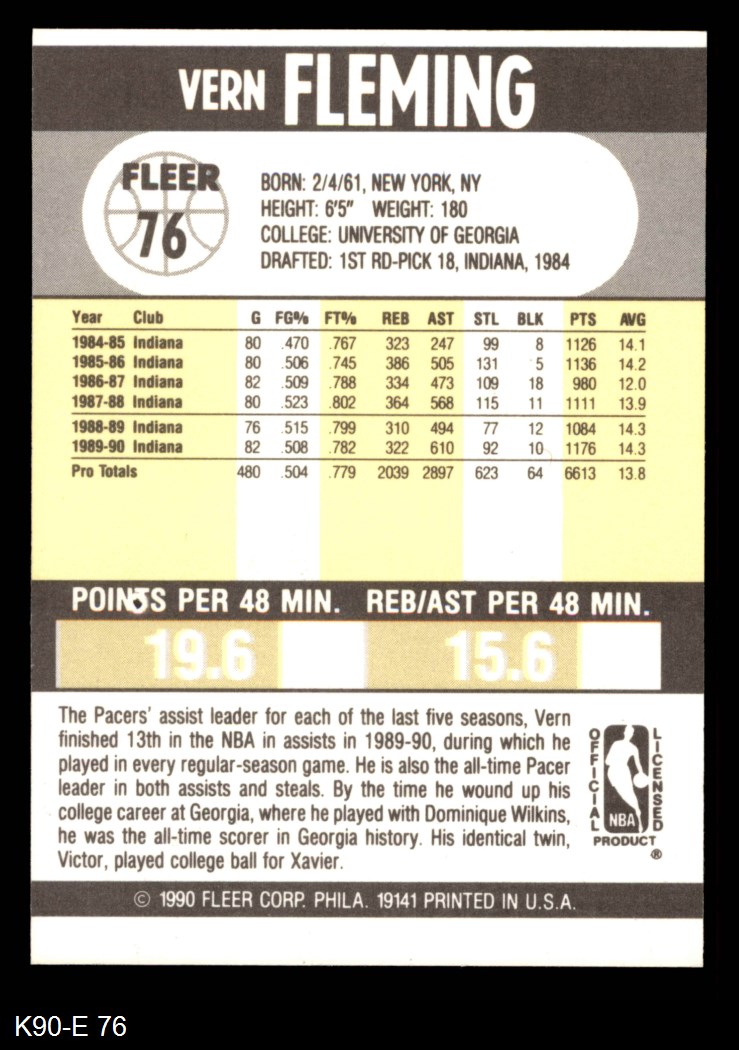 VERN FLEMING
FLEER
76
BORN: 2/4/61, NEW YORK, NY
HEIGHT: 6'5" WEIGHT: 180
COLLEGE: UNIVERSITY OF GEORGIA
DRAFTED: 1ST RD-PICK 18, INDIANA, 1984
Year Club G FG% FT% REB AST STL BLK PTS AVG
1984-85 Indiana 80 .470 .767 323 247 99 8 1126 14.1
1985-86 Indiana 80 .506 .745 386 505 131 5 1136 14.2
1986-87 Indiana 82 .509 .788 334 473 109 18 980 12.0
1987-88 Indiana 80 .523 .802 364 568 115 11 1111 13.9
1988-89 Indiana 76 .515 .799 310 494 77 12 1084 14.3
1989-90 Indiana 82 .508 .782 322 610 92 10 1176 14.3
Pro Totals 480 .504 .779 2039 2897 623 64 6613 13.8
POINTS PER 48 MIN. REB/AST PER 48 MIN.
19.6 15.6
The Pacers' assist leader for each of the last five seasons, Vern
finished 13th in the NBA in assists in 1989-90, during which he
played in every regular-season game. He is also the all-time Pacer
leader in both assists and steals. By the time he wound up his
college career at Georgia, where he played with Dominique Wilkins,
he was the all-time scorer in Georgia history. His identical twin,
Victor, played college ball for Xavier.
OFFICIAL
NBA
LICENSED
PRODUCT
®
© 1990 FLEER CORP. PHILA. 19141 PRINTED IN U.S.A.
K90-E 76